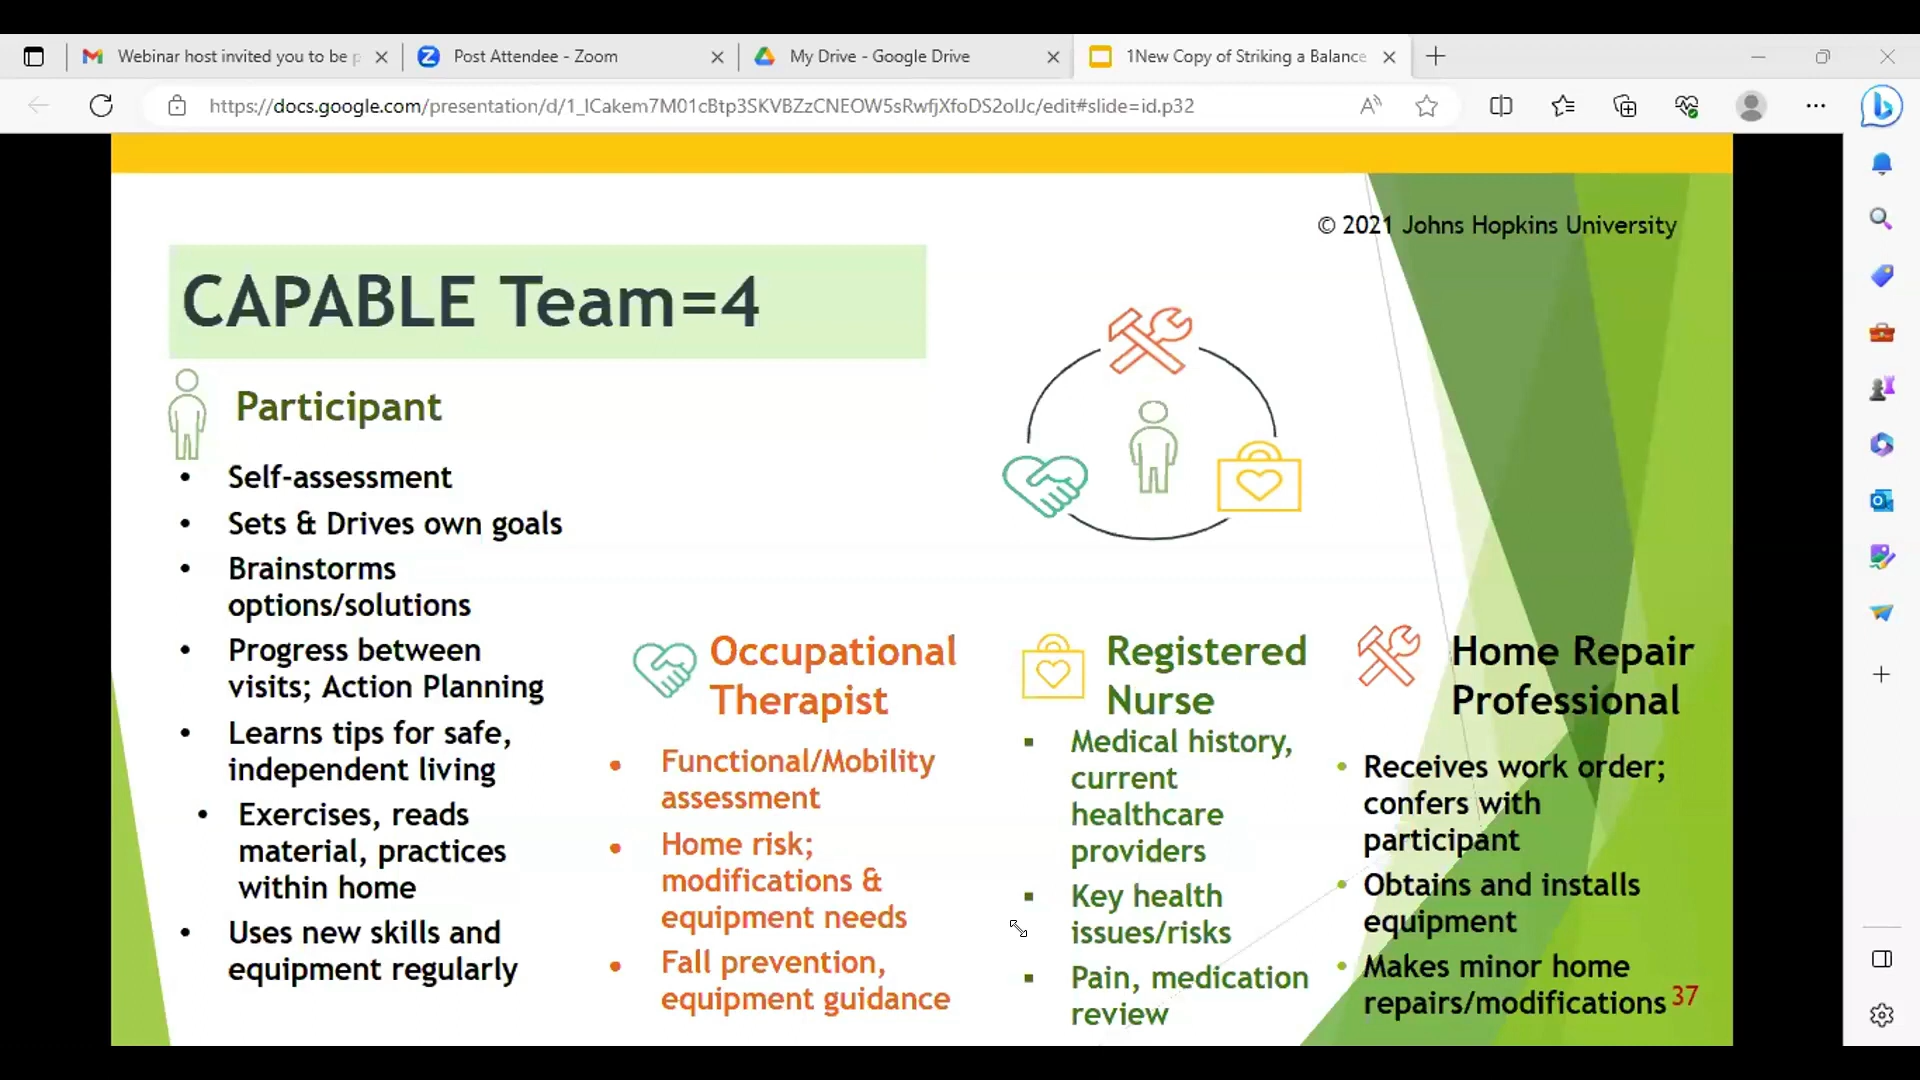 Webinar host invited you to be p
Post Attendee - Zoom
My Drive - Google Drive
1New Copy of Striking a Balance
https://docs.google.com/presentation/d/1_lCakem7M01cBtp3SKVBZzCNEOW5sRwfjXfoDS2olJc/edit#slide=id.p32
© 2021 Johns Hopkins University
CAPABLE Team=4
Participant
• Self-assessment
• Sets & Drives own goals
• Brainstorms
options/solutions
• Progress between
visits; Action Planning
• Learns tips for safe,
independent living
• Exercises, reads
material, practices
within home
• Uses new skills and
equipment regularly
Occupational
Therapist
• Functional/Mobility
assessment
• Home risk;
modifications &
equipment needs
• Fall prevention,
equipment guidance
Registered
Nurse
▪ Medical history,
current
healthcare
providers
▪ Key health
issues/risks
▪ Pain, medication
review
Home Repair
Professional
• Receives work order;
confers with
participant
• Obtains and installs
equipment
• Makes minor home
repairs/modifications
37